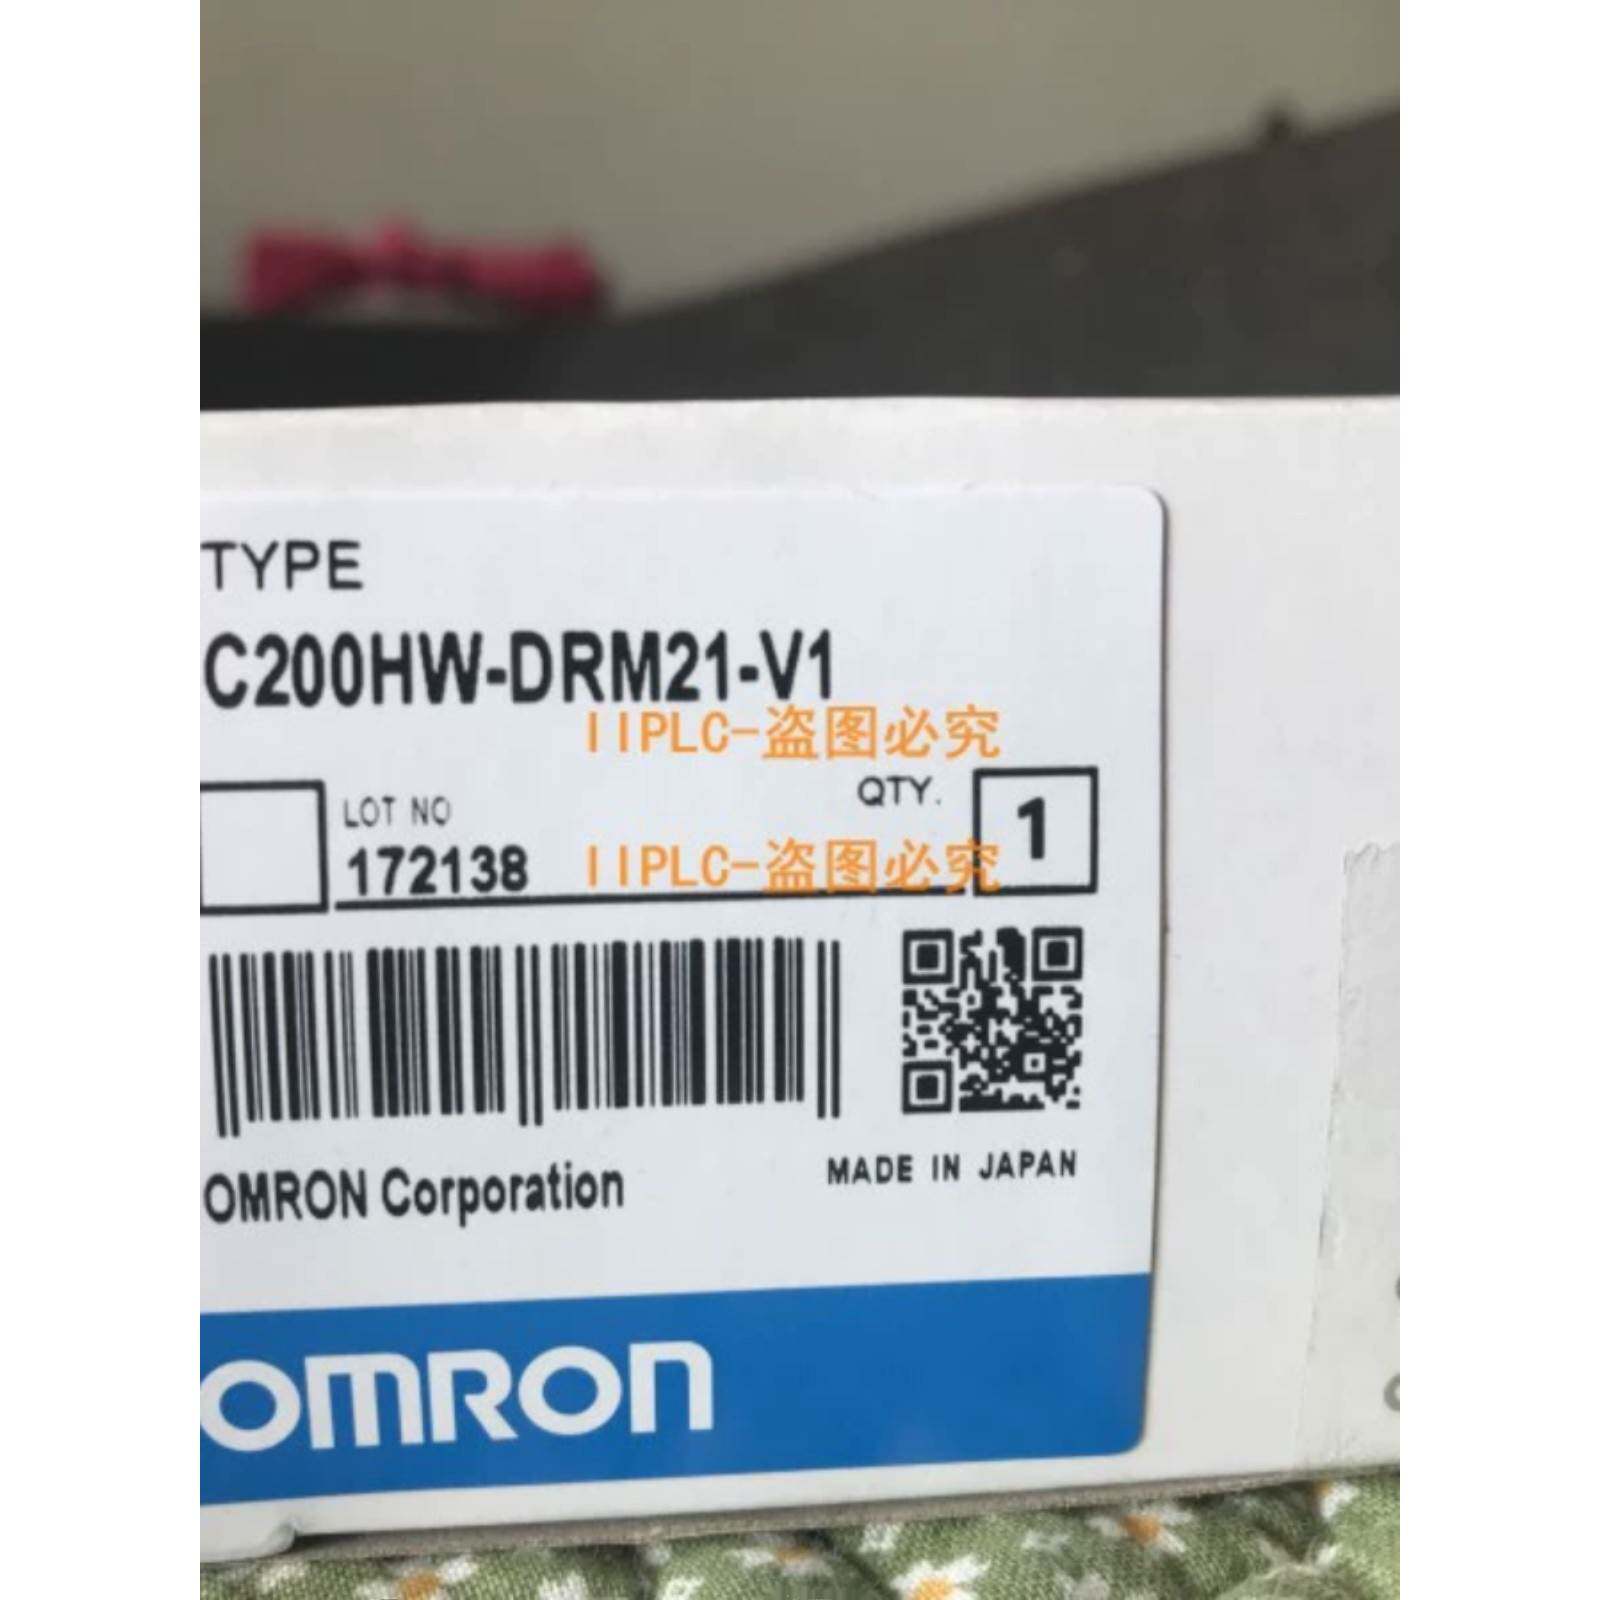 TYPE
C200HW-DRM21-V1
IIPLC-盗图必究
QTY. 1
LOT NO
172138
IIPLC-盗图必究
MADE IN JAPAN
OMRON Corporation
OMRON